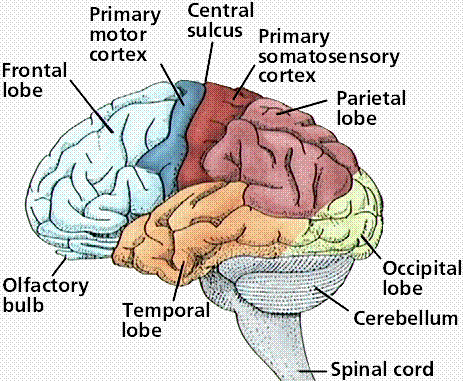 Primary
motor
cortex
Central
sulcus
Primary
somatosensory
cortex
Frontal
lobe
Parietal
lobe
Olfactory
bulb
Temporal
lobe
Occipital
lobe
Cerebellum
Spinal cord